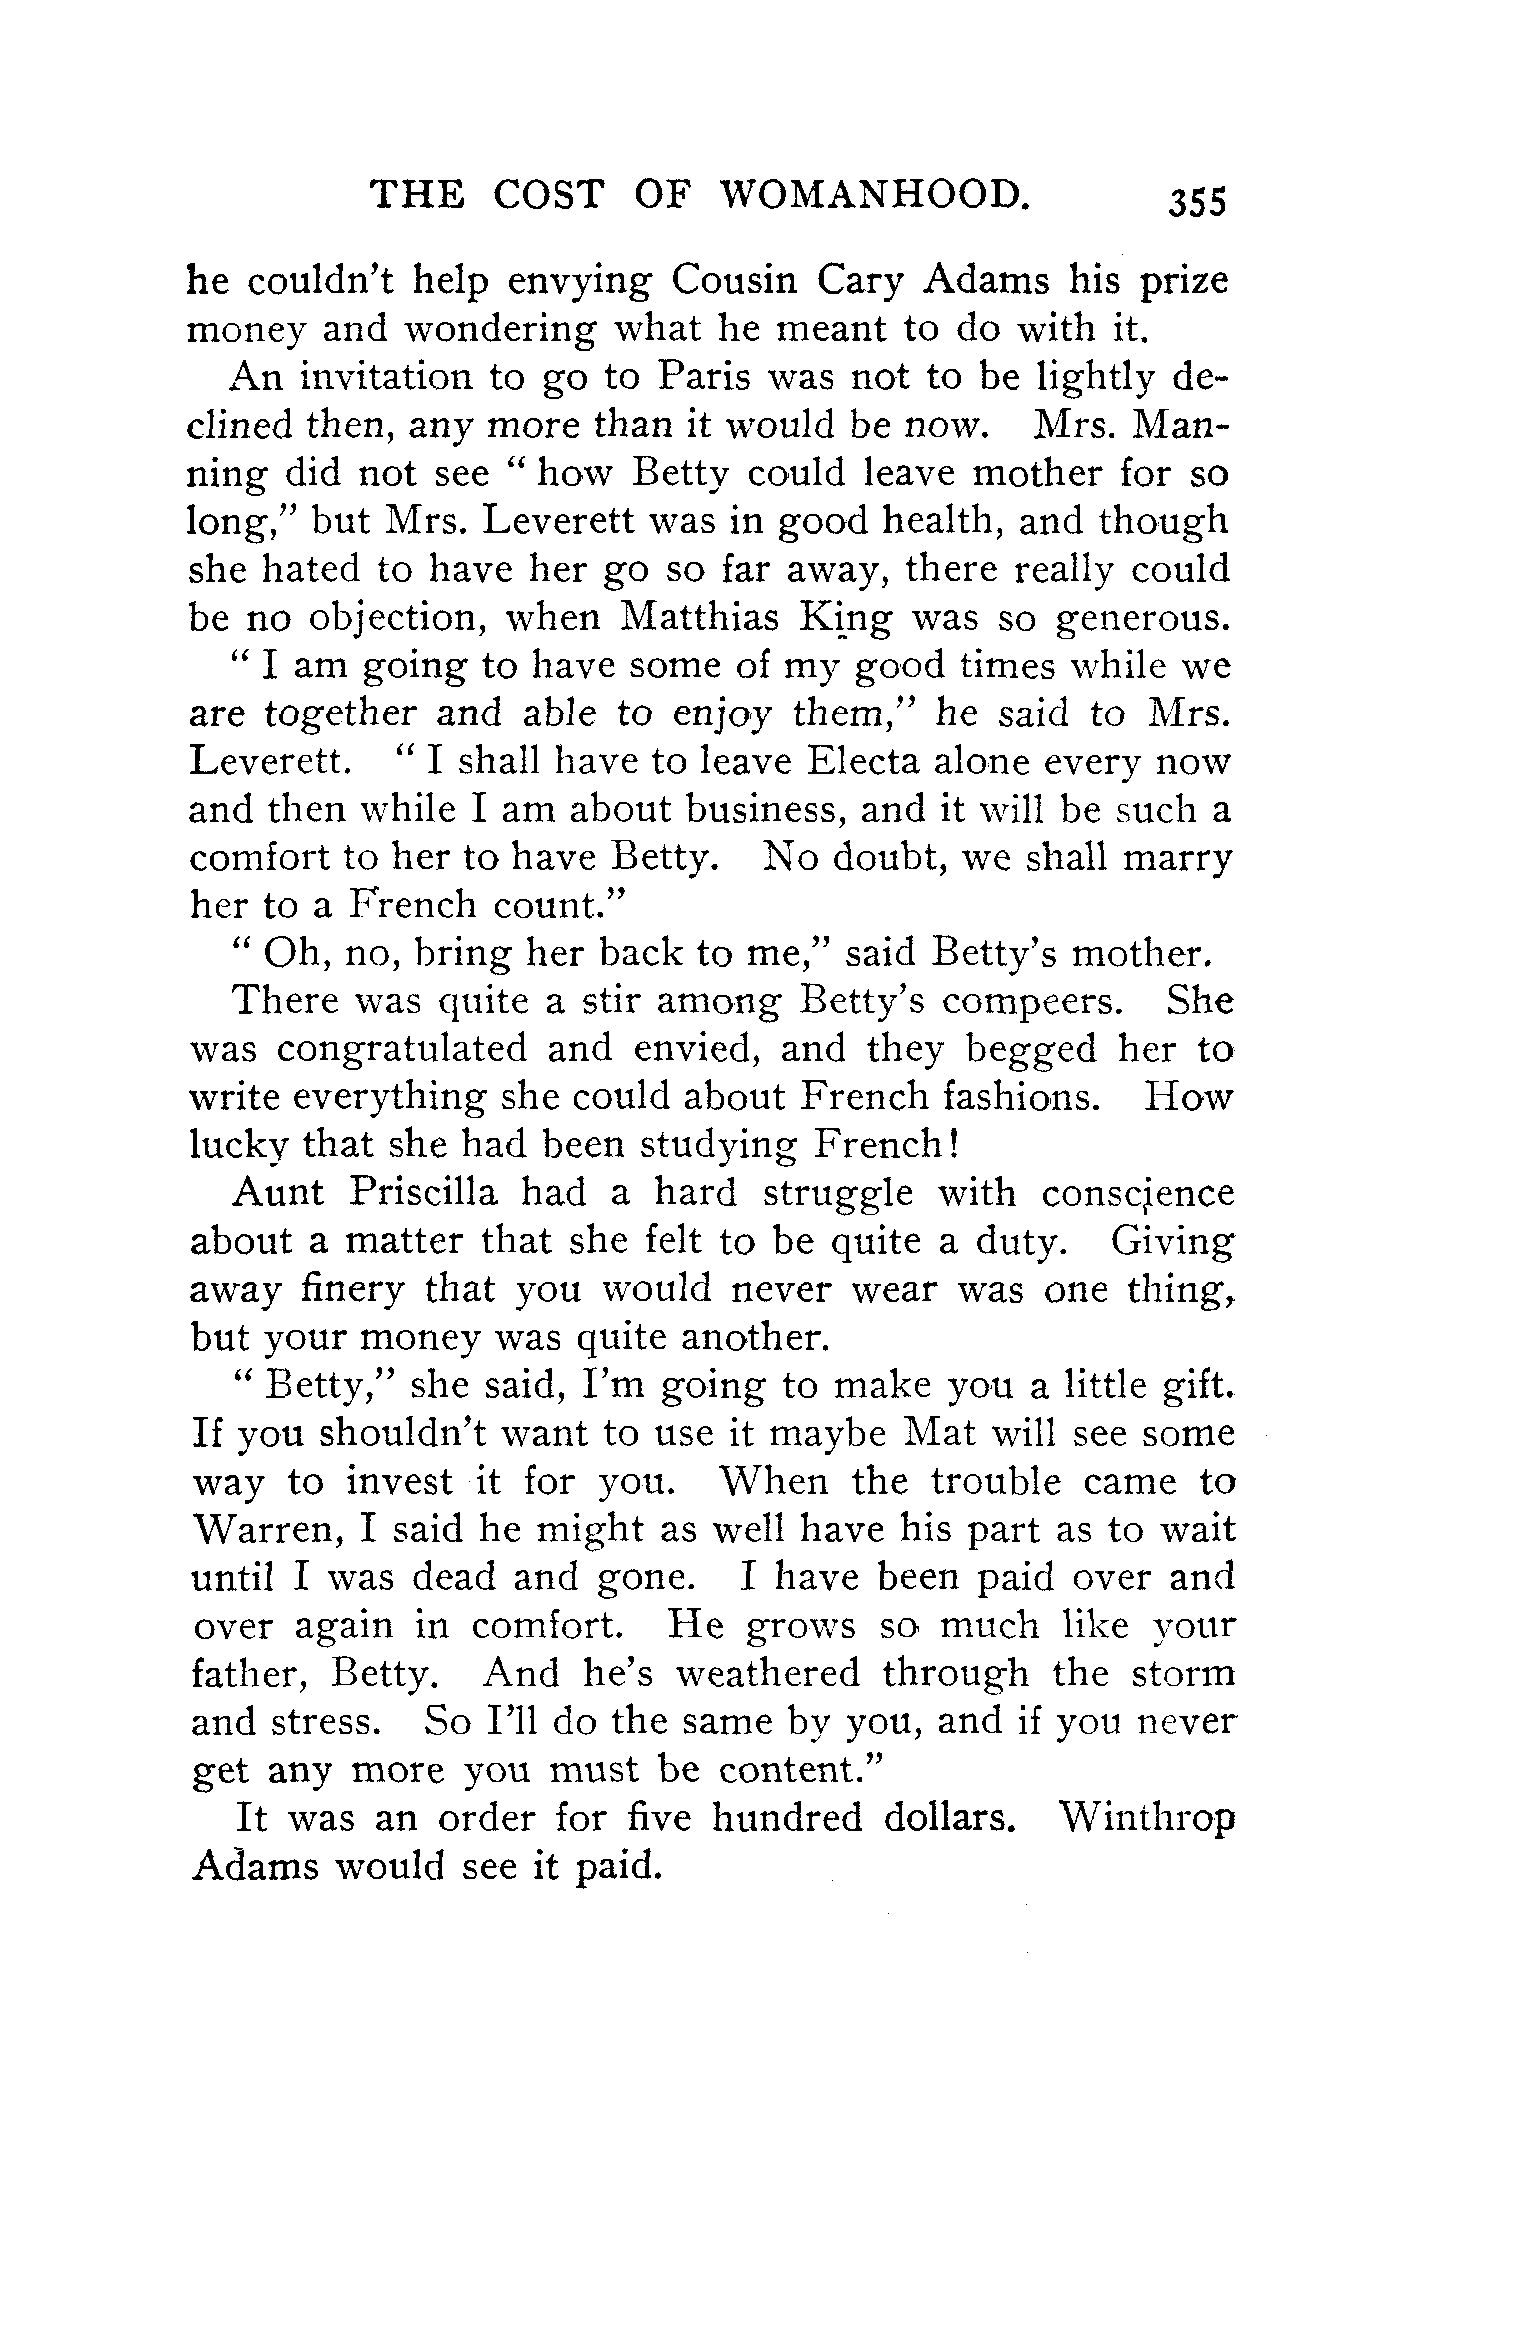 THE COST OF WOMANHOOD. 355
he couldn't help envying Cousin Cary Adams his prize
money and wondering what he meant to do with it.
An invitation to go to Paris was not to be lightly de-
clined then, any more than it would be now. Mrs. Man-
ning did not see " how Betty could leave mother for so
long," but Mrs. Leverett was in good health, and though
she hated to have her go so far away, there really could
be no objection, when Matthias King was so generous.
" I am going to have some of my good times while we
are together and able to enjoy them," he said to Mrs.
Leverett. " I shall have to leave Electa alone every now
and then while I am about business, and it will be such a
comfort to her to have Betty. No doubt, we shall marry
her to a French count."
" Oh, no, bring her back to me," said Betty's mother.
There was quite a stir among Betty's compeers. She
was congratulated and envied, and they begged her to
write everything she could about French fashions. How
lucky that she had been studying French!
Aunt Priscilla had a hard struggle with conscience
about a matter that she felt to be quite a duty. Giving
away finery that you would never wear was one thing,
but your money was quite another.
" Betty," she said, I'm going to make you a little gift.
If you shouldn't want to use it maybe Mat will see some
way to invest it for you. When the trouble came to
Warren, I said he might as well have his part as to wait
until I was dead and gone. I have been paid over and
over again in comfort. He grows so much like your
father, Betty. And he's weathered through the storm
and stress. So I'll do the same by you, and if you never
get any more you must be content."
It was an order for five hundred dollars. Winthrop
Adams would see it paid.